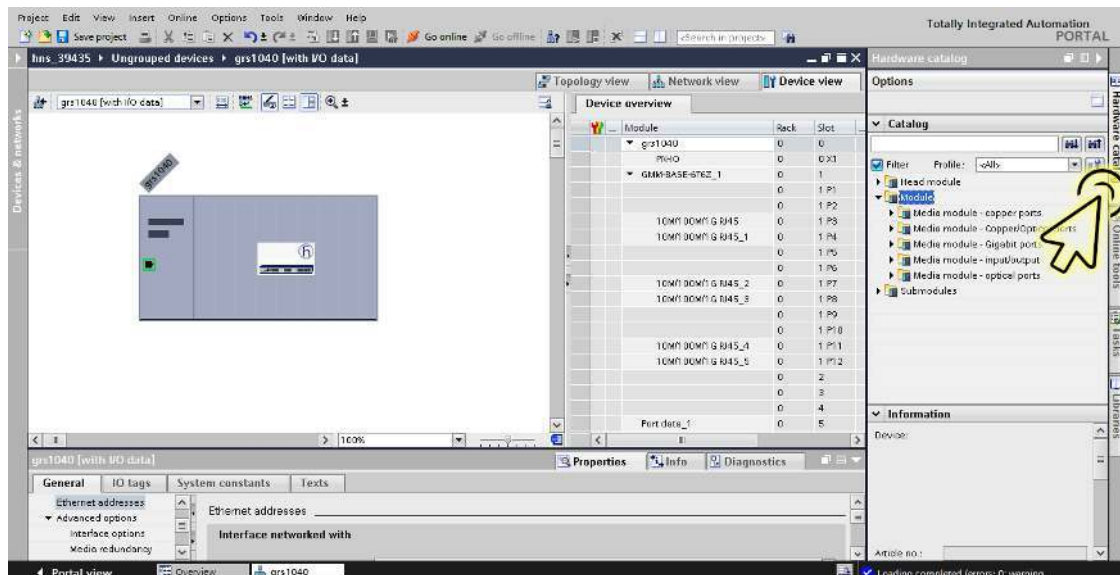 Project Edit View Insert Online Options Tools Window Help
Totally Integrated Automation
PORTAL
Save project Go online Go offline <Search in project>
hns_39435 ▸ Ungrouped devices ▸ grs1040 [with I/O data]
Hardware catalog
Topology view Network view Device view
Options
grs1040 [with I/O data]
Device overview
Module Rack Slot
Catalog
grs1040 0 0
PN-IO 0 0 X1
GMM-BASE-6T6Z_1 0 1
0 1 P1
0 1 P2
10M/100M/1G RJ45 0 1 P3
10M/100M/1G RJ45_1 0 1 P4
0 1 P5
0 1 P6
10M/100M/1G RJ45_2 0 1 P7
10M/100M/1G RJ45_3 0 1 P8
0 1 P9
0 1 P10
10M/100M/1G RJ45_4 0 1 P11
10M/100M/1G RJ45_5 0 1 P12
0 2
0 3
0 4
Port data_1 0 5
Filter Profile: <All>
Head module
Module
Media module - copper ports
Media module - Copper/Optical ports
Media module - Gigabit ports
Media module - input/output
Media module - optical ports
Submodules
Devices & networks
grs1040
100%
Information
Device:
Article no.:
Hardware catalog
Online tools
Tasks
Libraries
grs1040 [with I/O data]
Properties Info Diagnostics
General IO tags System constants Texts
Ethernet addresses
Advanced options
Interface options
Media redundancy
Ethernet addresses
Interface networked with
Portal view Overview grs1040
Loading completed (errors: 0; warning